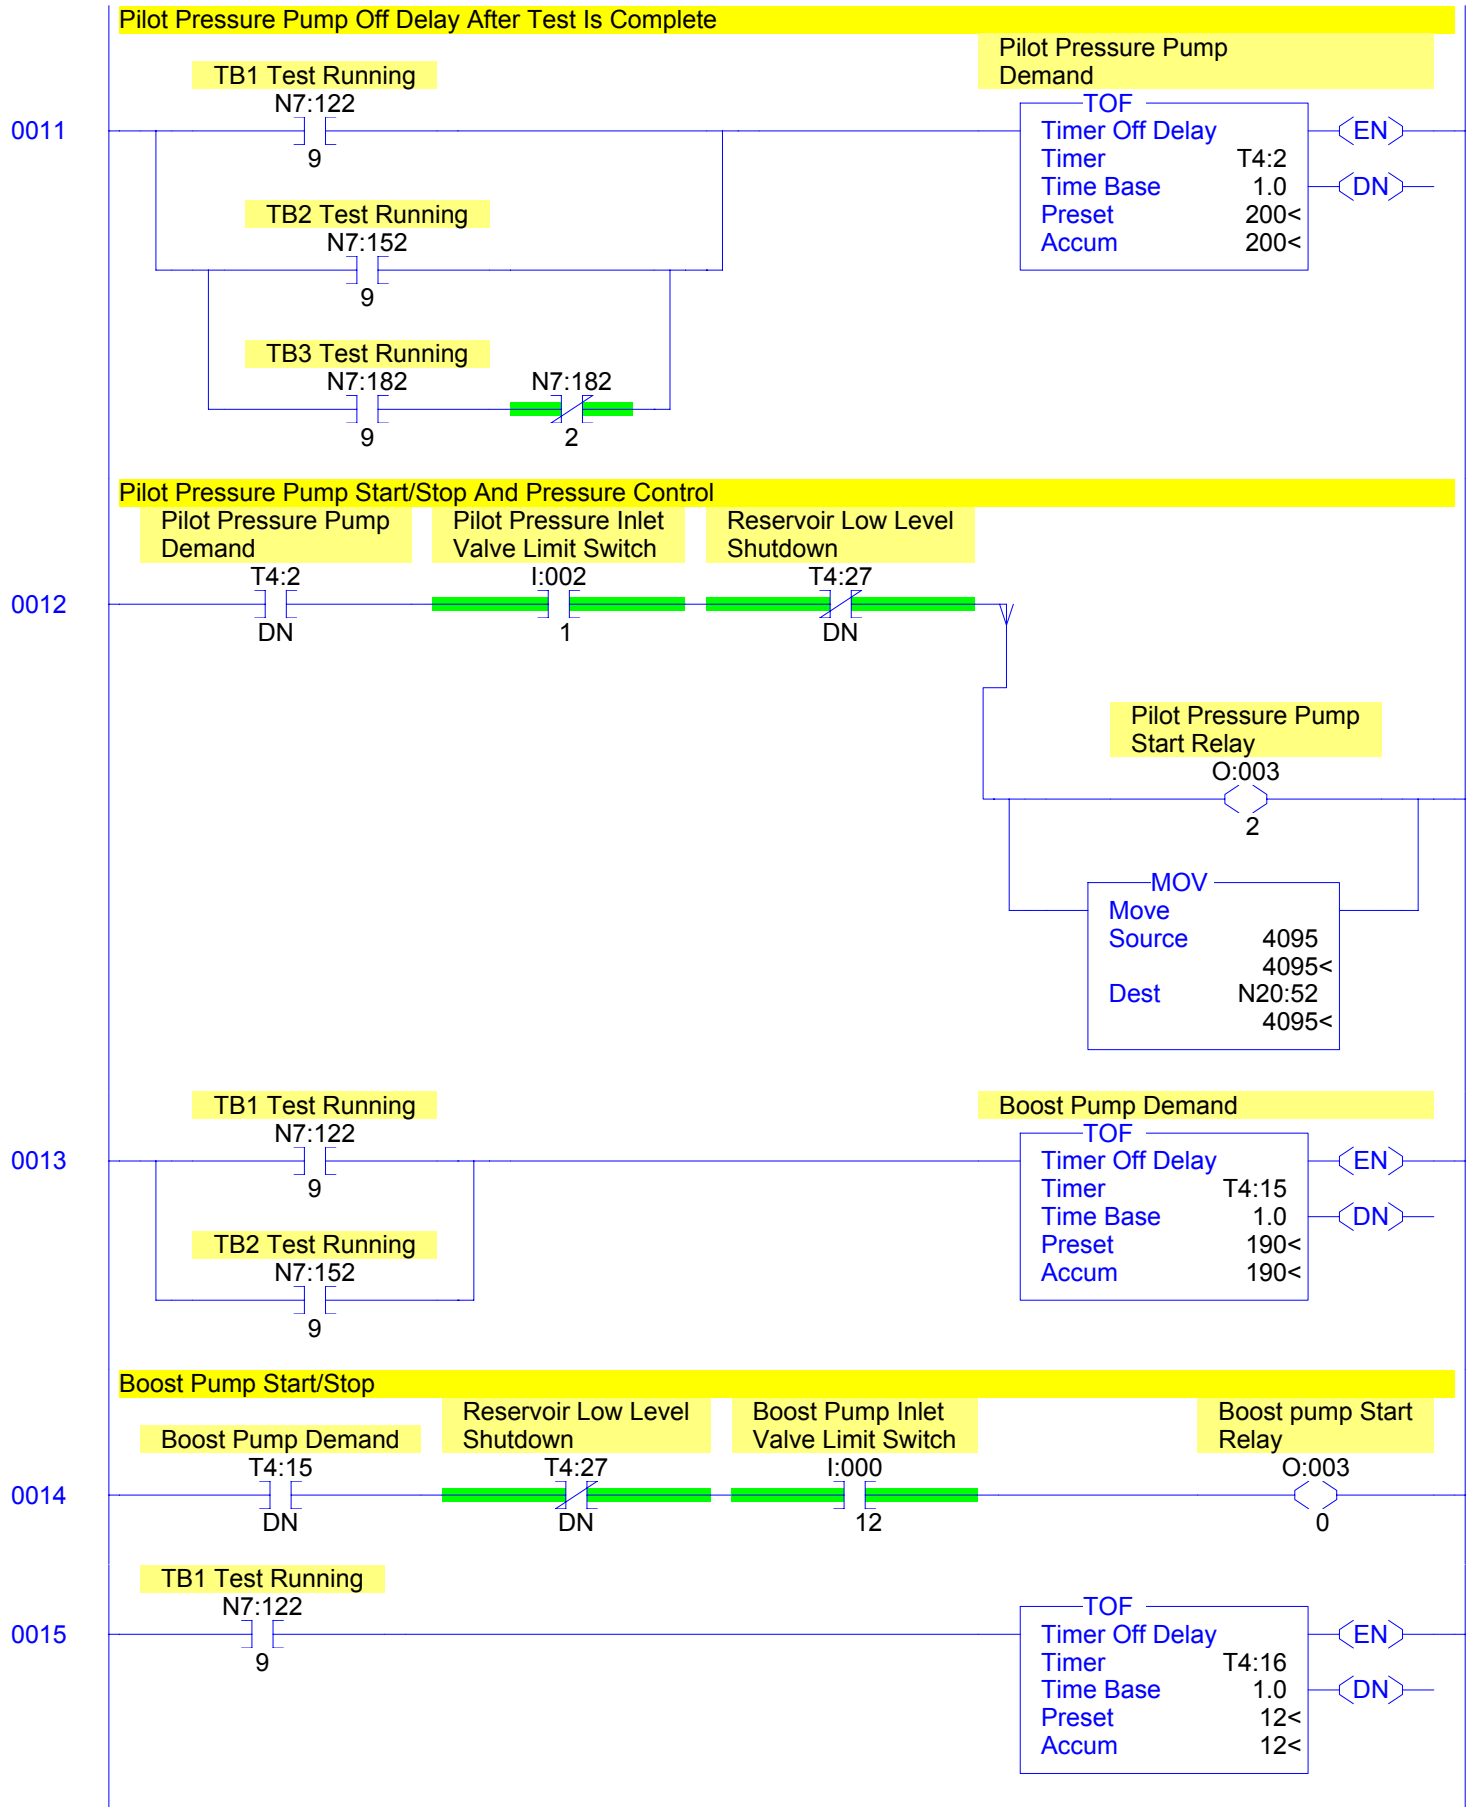 Pilot Pressure Pump Off Delay After Test Is Complete
Pilot Pressure Pump
Demand
TB1 Test Running
N7:122
9
TB2 Test Running
N7:152
9
TB3 Test Running
N7:182
9
N7:182
2
0011
TOF
Timer Off Delay
Timer T4:2
Time Base 1.0
Preset 200<
Accum 200<
EN
DN
Pilot Pressure Pump Start/Stop And Pressure Control
Pilot Pressure Pump
Demand
T4:2
DN
Pilot Pressure Inlet
Valve Limit Switch
I:002
1
Reservoir Low Level
Shutdown
T4:27
DN
0012
Pilot Pressure Pump
Start Relay
O:003
2
MOV
Move
Source 4095
4095<
Dest N20:52
4095<
TB1 Test Running
N7:122
9
TB2 Test Running
N7:152
9
0013
Boost Pump Demand
TOF
Timer Off Delay
Timer T4:15
Time Base 1.0
Preset 190<
Accum 190<
EN
DN
Boost Pump Start/Stop
Boost Pump Demand
T4:15
DN
Reservoir Low Level
Shutdown
T4:27
DN
Boost Pump Inlet
Valve Limit Switch
I:000
12
Boost pump Start
Relay
O:003
0
0014
TB1 Test Running
N7:122
9
0015
TOF
Timer Off Delay
Timer T4:16
Time Base 1.0
Preset 12<
Accum 12<
EN
DN